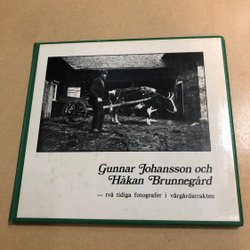 Gunnar Johansson och
Håkan Brunnegård
— två tidiga fotografer i vårgårdatrakten